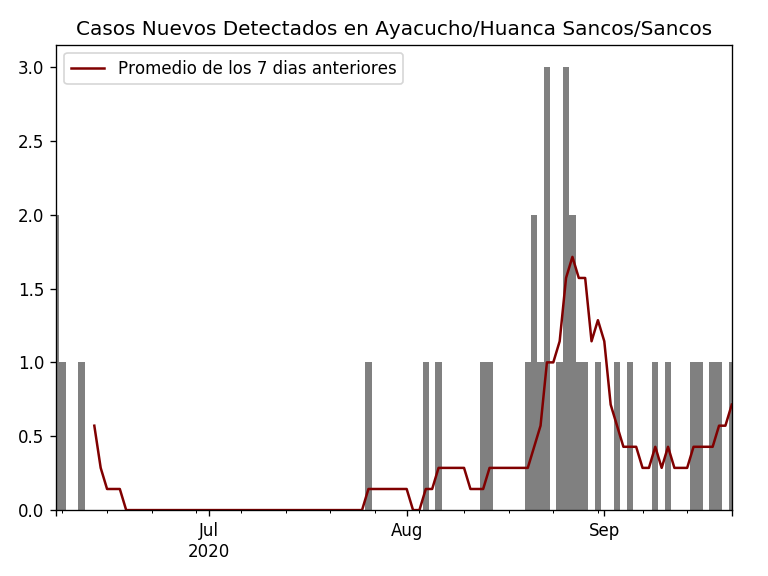 Casos Nuevos Detectados en Ayacucho/Huanca Sancos/Sancos
Promedio de los 7 dias anteriores
3.0
2.5
2.0
1.5
1.0
0.5
0.0
Jul
2020
Aug
Sep